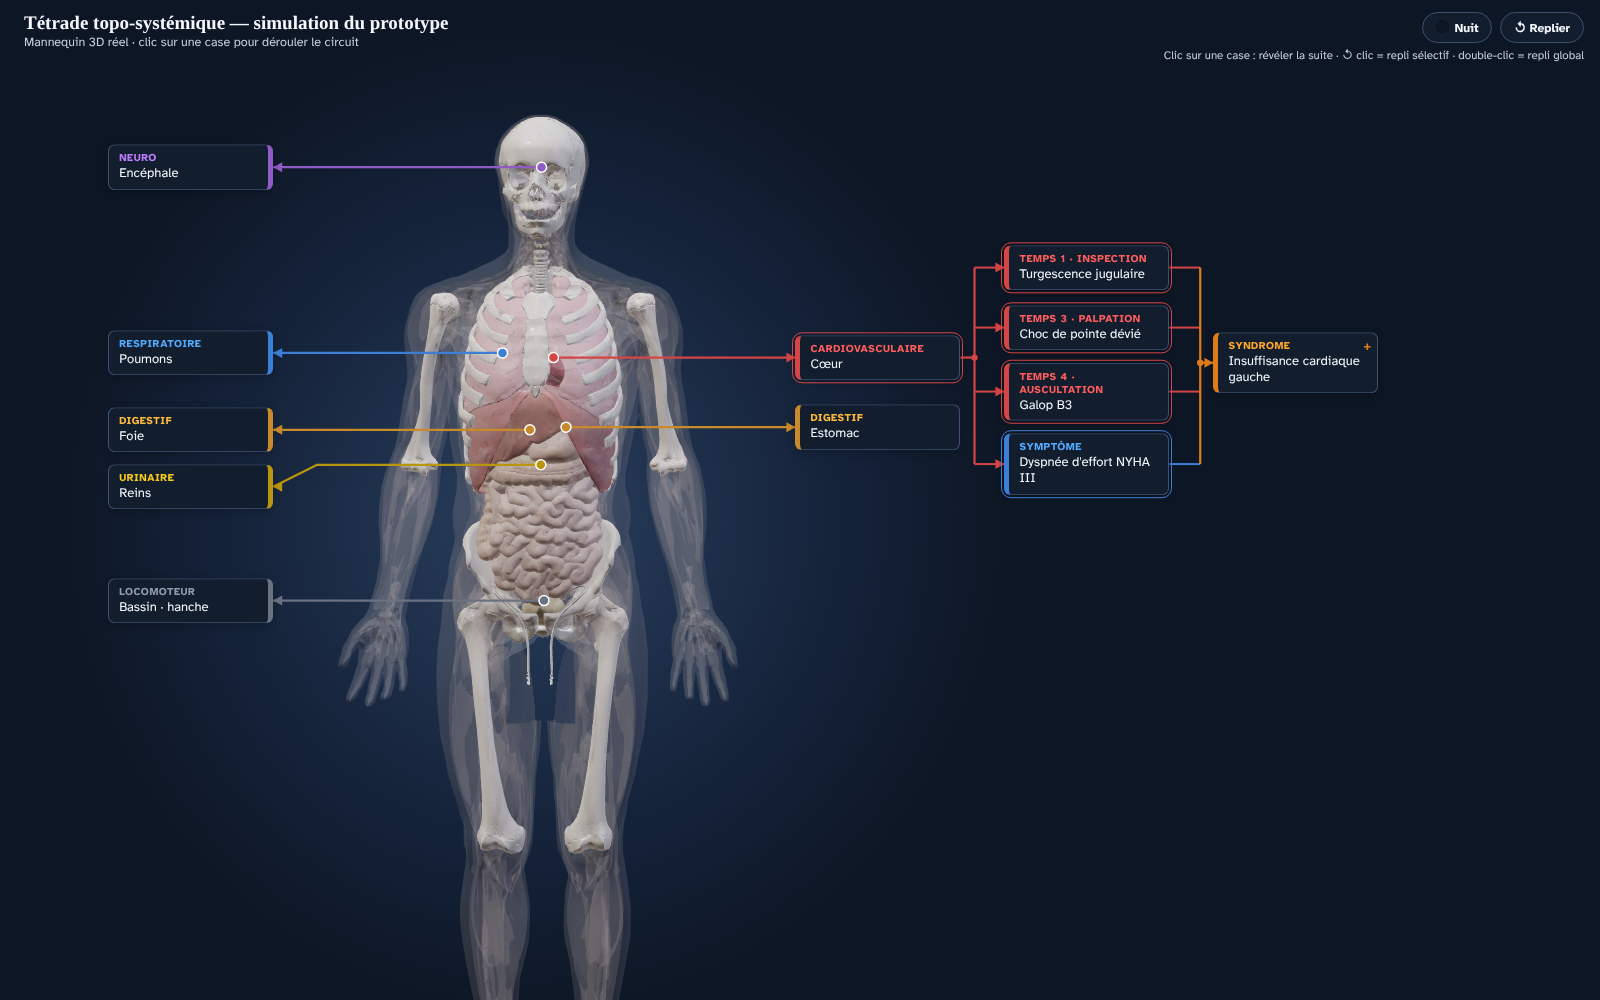 Tétrade topo-systémique — simulation du prototype
Mannequin 3D réel · clic sur une case pour dérouler le circuit
Nuit
↺ Replier
Clic sur une case : révéler la suite · ↺ clic = repli sélectif · double-clic = repli global
NEURO
Encéphale
RESPIRATOIRE
Poumons
DIGESTIF
Foie
URINAIRE
Reins
LOCOMOTEUR
Bassin · hanche
CARDIOVASCULAIRE
Cœur
DIGESTIF
Estomac
TEMPS 1 · INSPECTION
Turgescence jugulaire
TEMPS 3 · PALPATION
Choc de pointe dévié
TEMPS 4 ·
AUSCULTATION
Galop B3
SYMPTÔME
Dyspnée d'effort NYHA
III
SYNDROME +
Insuffisance cardiaque
gauche